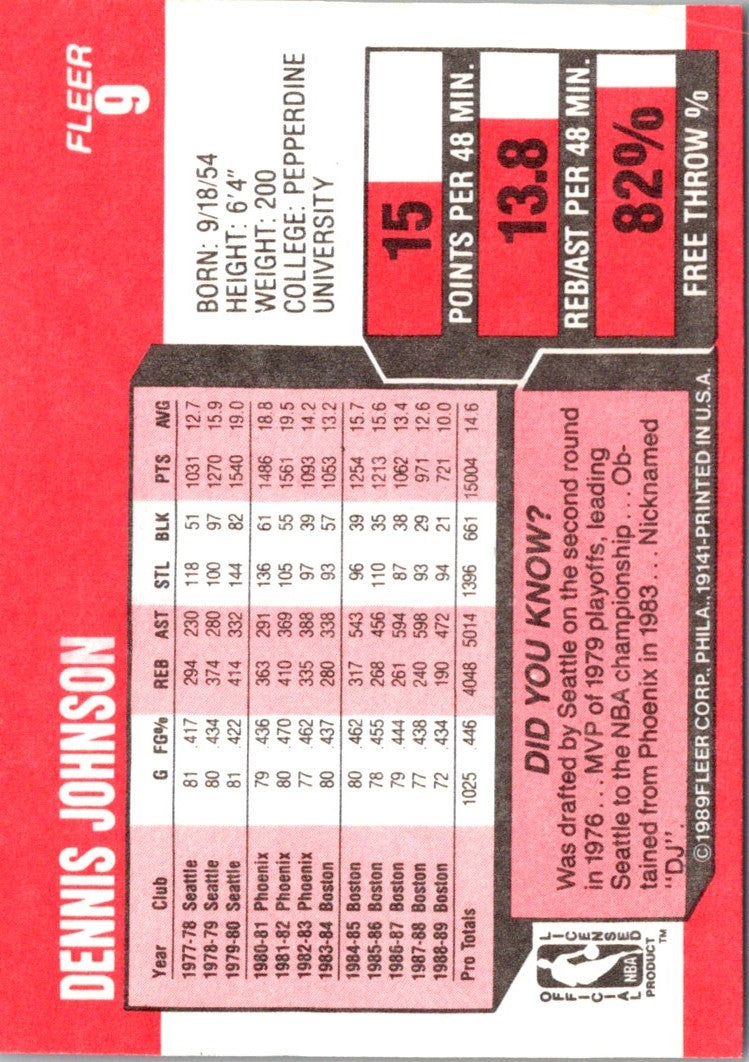 DENNIS JOHNSON
FLEER
9
Year Club G FG% REB AST STL BLK PTS AVG
1977-78 Seattle 81 .417 294 230 118 51 1031 12.7
1978-79 Seattle 80 .434 374 280 100 97 1270 15.9
1979-80 Seattle 81 .422 414 332 144 82 1540 19.0
1980-81 Phoenix 79 .436 363 291 136 61 1486 18.8
1981-82 Phoenix 80 .470 410 369 105 55 1561 19.5
1982-83 Phoenix 77 .462 335 388 97 39 1093 14.2
1983-84 Boston 80 .437 280 338 93 57 1053 13.2
1984-85 Boston 80 .462 317 543 96 39 1254 15.7
1985-86 Boston 78 .455 268 456 110 35 1213 15.6
1986-87 Boston 79 .444 261 594 87 38 1062 13.4
1987-88 Boston 77 .438 240 598 93 29 971 12.6
1988-89 Boston 72 .434 190 472 94 21 721 10.0
Pro Totals 1025 .446 4048 5014 1396 661 15004 14.6
BORN: 9/18/54
HEIGHT: 6'4"
WEIGHT: 200
COLLEGE: PEPPERDINE
UNIVERSITY
15
POINTS PER 48 MIN.
13.8
REB/AST PER 48 MIN.
82%
FREE THROW %
DID YOU KNOW?
Was drafted by Seattle on the second round
in 1976 . . . MVP of 1979 playoffs, leading
Seattle to the NBA championship . . . Ob-
tained from Phoenix in 1983 . . . Nicknamed
"DJ".
OFFICIAL LICENSED
NBA
PRODUCT™
©1989 FLEER CORP., PHILA., 19141-PRINTED IN U.S.A.